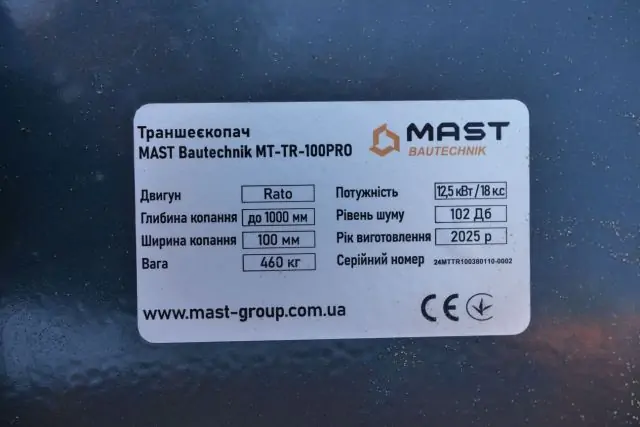 Траншеєкопач
MAST Bautechnik MT-TR-100PRO
MAST
BAUTECHNIK
Двигун Rato
Глибина копання до 1000 мм
Ширина копання 100 мм
Вага 460 кг
Потужність 12,5 кВт/18 к.с
Рівень шуму 102 Дб
Рік виготовлення 2025 р
Серійний номер 24MTTR100380110-0002
www.mast-group.com.ua
CE